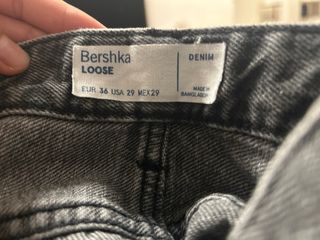 Bershka
LOOSE
EUR 36 USA 29 MEX29
DENIM
MADE IN
BANGLADESH